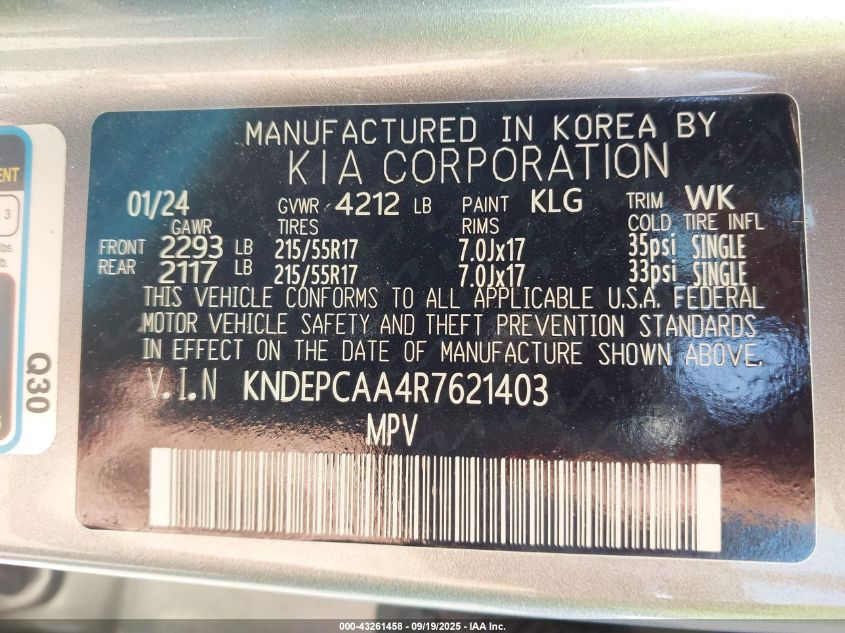 MANUFACTURED IN KOREA BY
KIA CORPORATION
01/24 GVWR 4212 LB PAINT KLG TRIM WK
GAWR TIRES RIMS COLD TIRE INFL
FRONT 2293 LB 215/55R17 7.0Jx17 35psi SINGLE
REAR 2117 LB 215/55R17 7.0Jx17 33psi SINGLE
THIS VEHICLE CONFORMS TO ALL APPLICABLE U.S.A. FEDERAL
MOTOR VEHICLE SAFETY AND THEFT PREVENTION STANDARDS
IN EFFECT ON THE DATE OF MANUFACTURE SHOWN ABOVE.
V.I.N KNDEPCAA4R7621403
MPV
3
Q30
000-43261458 - 09/19/2025 - IAA Inc.